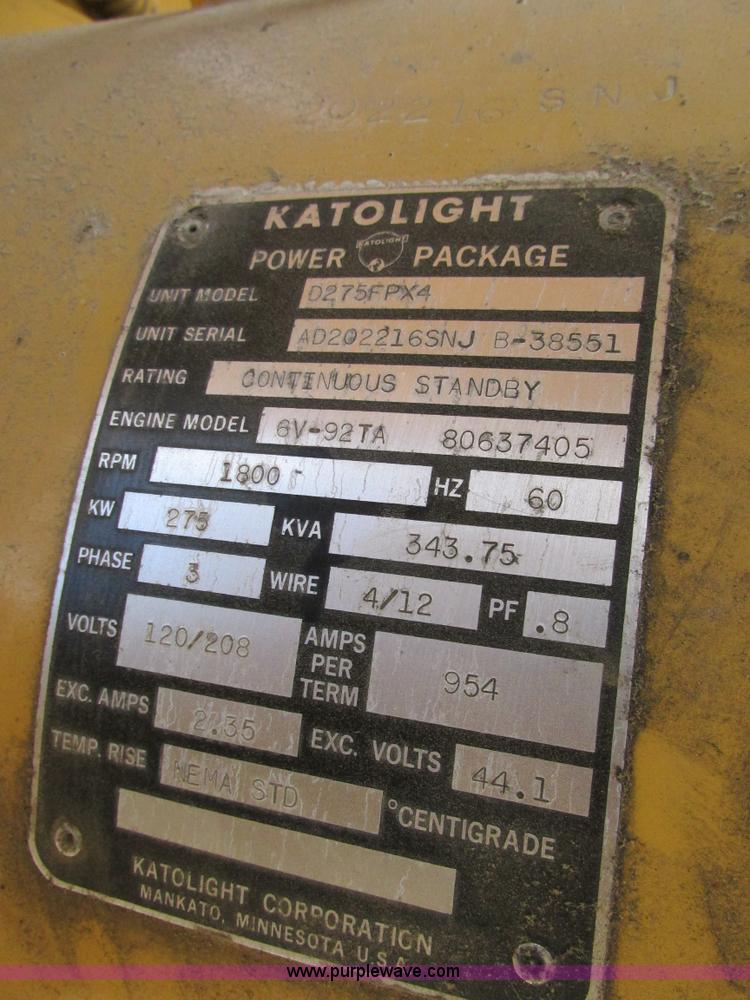 202216 SNJ
KATOLIGHT
POWER KATOLIGHT PACKAGE
UNIT MODEL D275FPX4
UNIT SERIAL AD202216SNJ B-38551
RATING CONTINUOUS STANDBY
ENGINE MODEL 6V-92TA 80637405
RPM 1800 HZ 60
KW 275 KVA 343.75
PHASE 3 WIRE 4/12 PF .8
VOLTS 120/208 AMPS PER TERM 954
EXC. AMPS 2.35 EXC. VOLTS 44.1
TEMP. RISE NEMA STD °CENTIGRADE
KATOLIGHT CORPORATION
MANKATO, MINNESOTA U.S.A.
www.purplewave.com